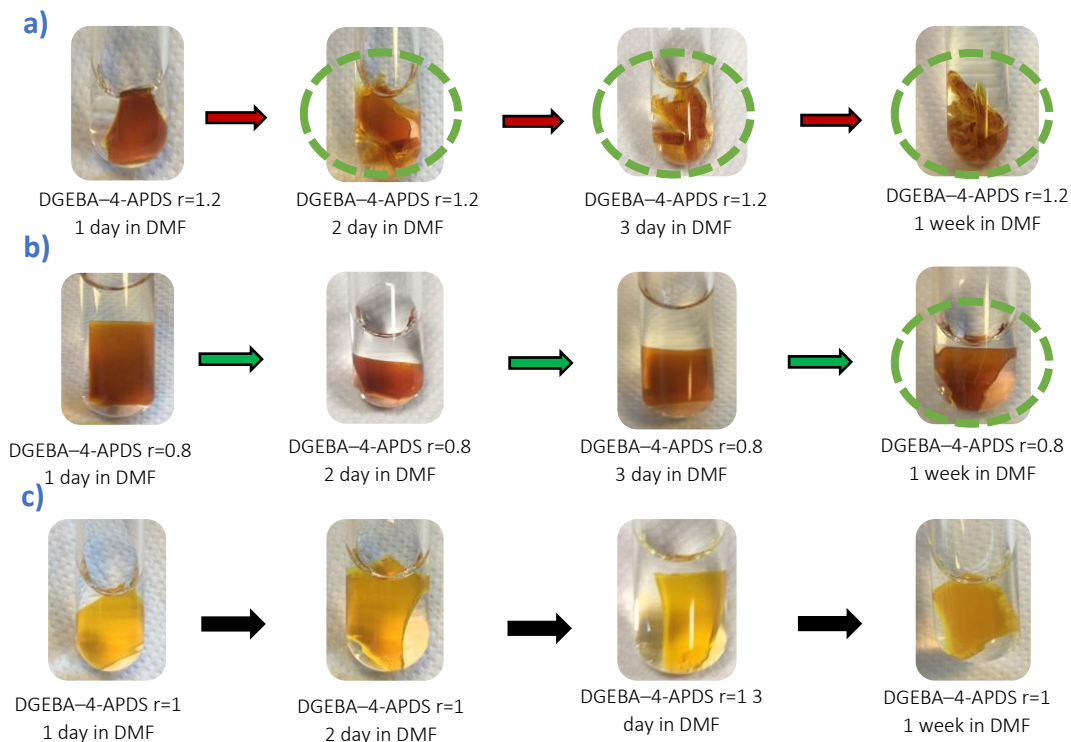 a)
DGEBA–4-APDS r=1.2
1 day in DMF
DGEBA–4-APDS r=1.2
2 day in DMF
DGEBA–4-APDS r=1.2
3 day in DMF
DGEBA–4-APDS r=1.2
1 week in DMF
b)
DGEBA–4-APDS r=0.8
1 day in DMF
DGEBA–4-APDS r=0.8
2 day in DMF
DGEBA–4-APDS r=0.8
3 day in DMF
DGEBA–4-APDS r=0.8
1 week in DMF
c)
DGEBA–4-APDS r=1
1 day in DMF
DGEBA–4-APDS r=1
2 day in DMF
DGEBA–4-APDS r=1 3
day in DMF
DGEBA–4-APDS r=1
1 week in DMF